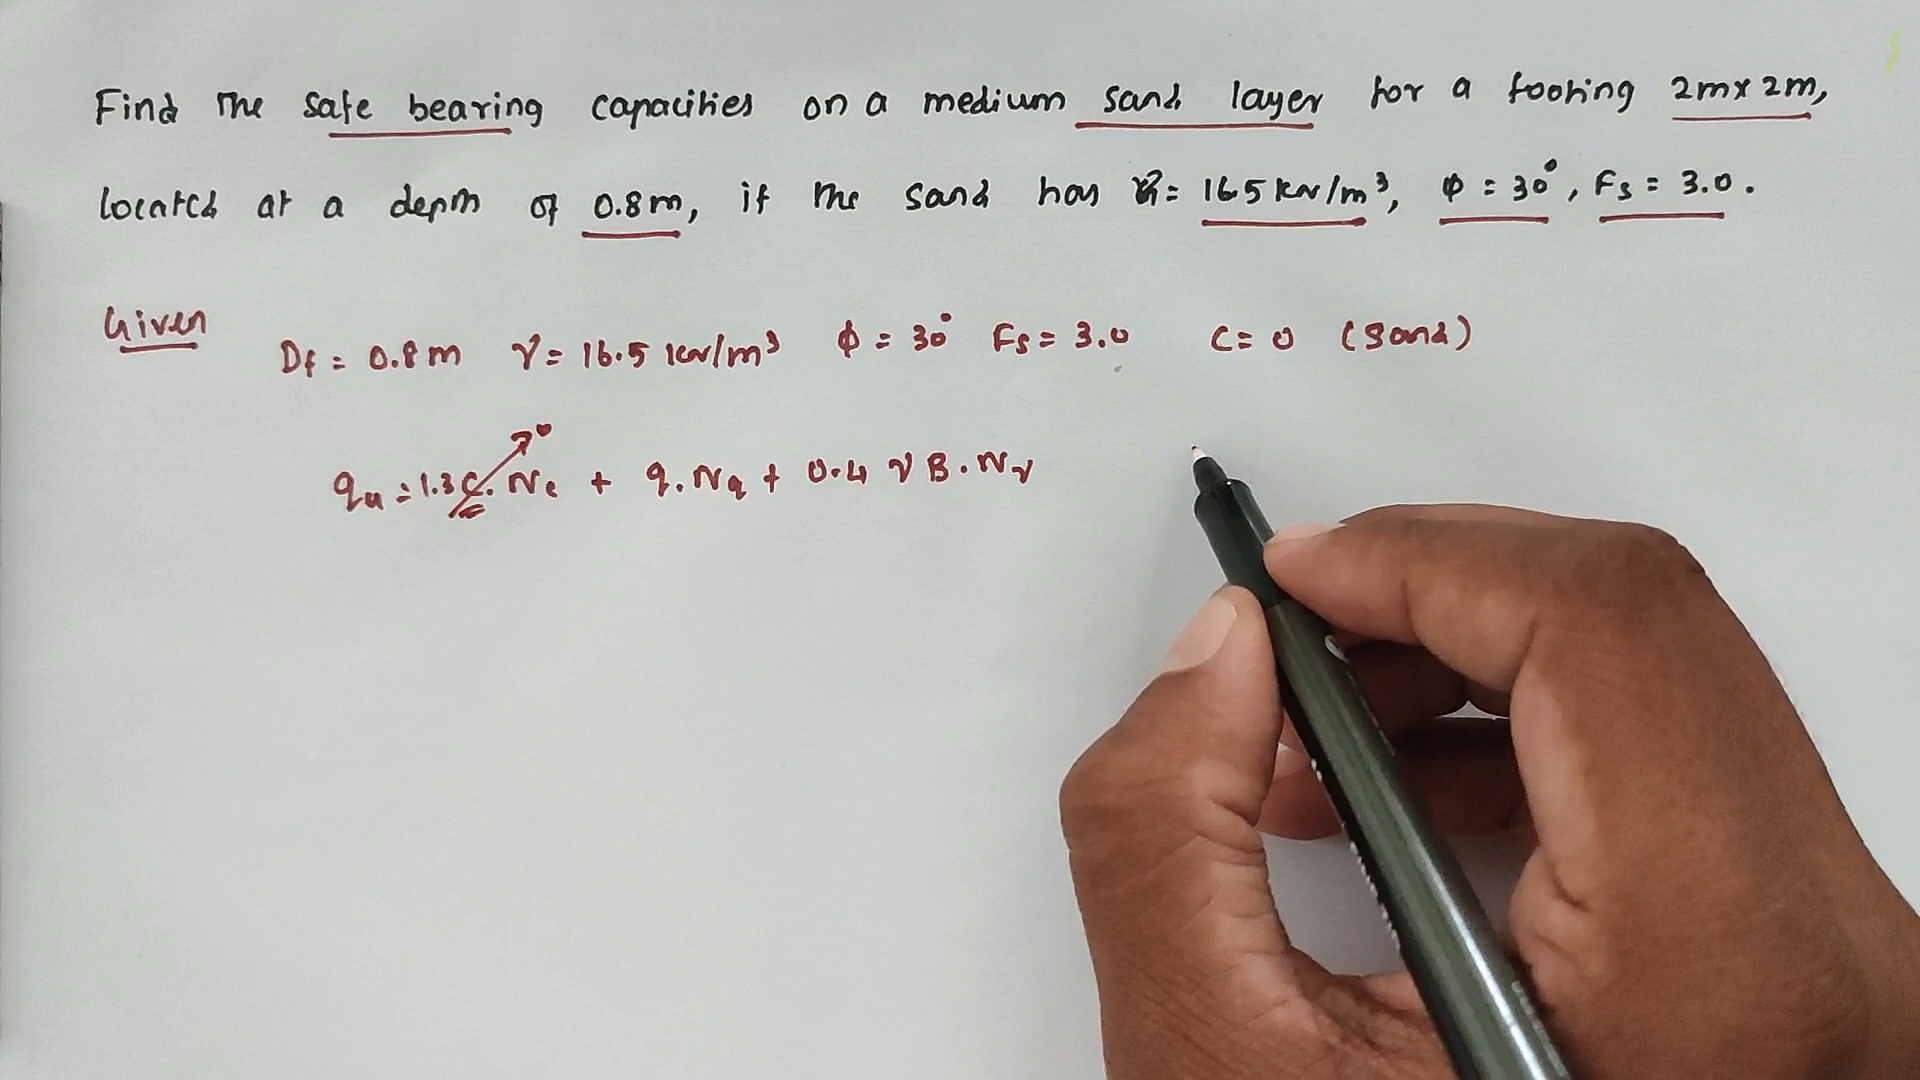 Find The safe bearing capacities on a medium sand layer for a footing 2m x 2m,
located at a depth of 0.8m, if the sand has γ = 16.5 kN/m³, φ = 30°, Fs = 3.0.
Given
Df = 0.8m γ = 16.5 kN/m³ φ = 30° Fs = 3.0 C = 0 (Sand)
qu = 1.3 C. Nc + q. Nq + 0.4 γ B. Nγ
0